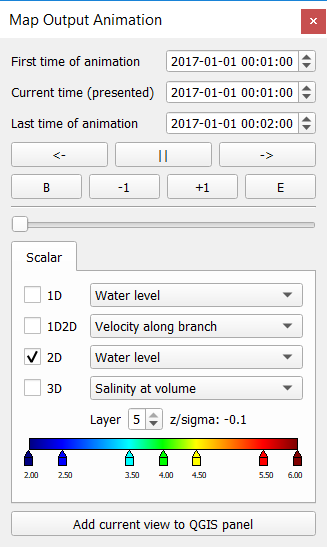 Map Output Animation
First time of animation 2017-01-01 00:01:00
Current time (presented) 2017-01-01 00:01:00
Last time of animation 2017-01-01 00:02:00
<- || ->
B -1 +1 E
Scalar
1D Water level
1D2D Velocity along branch
2D Water level
3D Salinity at volume
Layer 5 z/sigma: -0.1
2.00 2.50 3.50 4.00 4.50 5.50 6.00
Add current view to QGIS panel